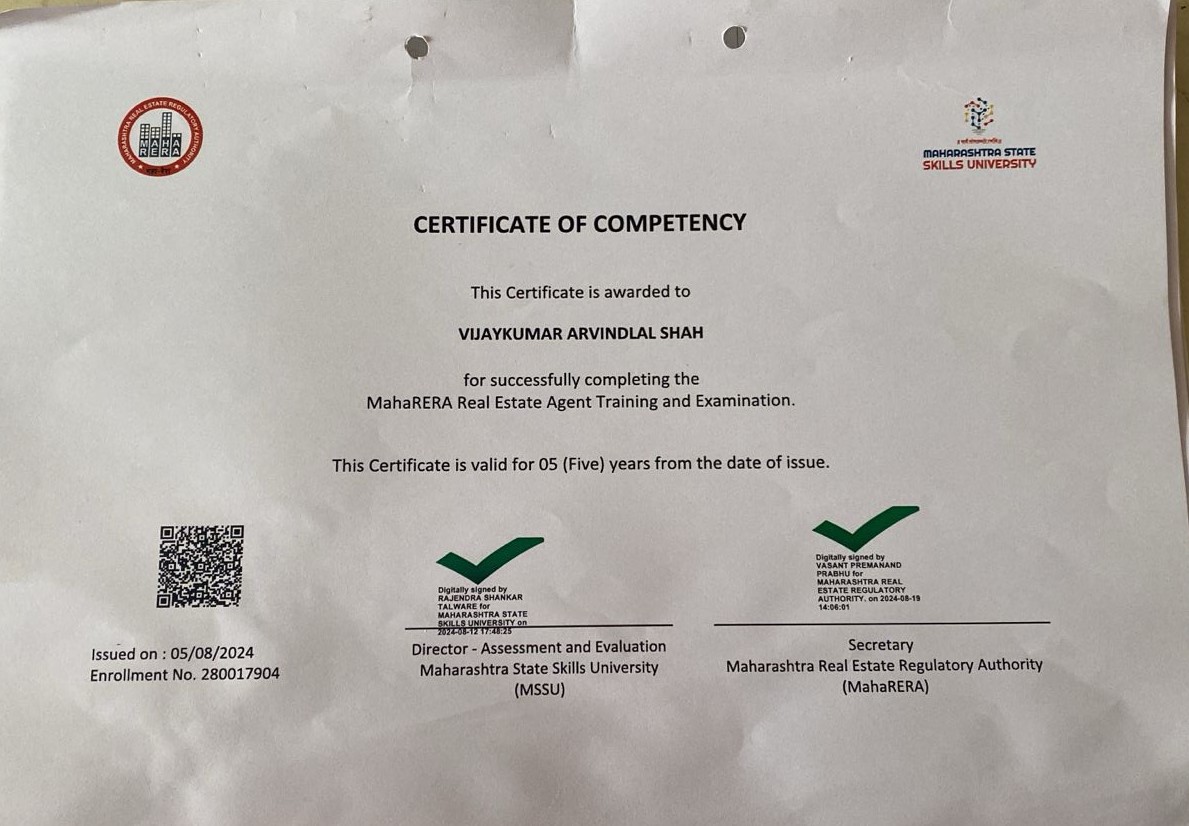 MAHARASHTRA REAL ESTATE REGULATORY AUTHORITY
MAHA
RERA
MAHARASHTRA STATE
SKILLS UNIVERSITY
CERTIFICATE OF COMPETENCY
This Certificate is awarded to
VIJAYKUMAR ARVINDLAL SHAH
for successfully completing the
MahaRERA Real Estate Agent Training and Examination.
This Certificate is valid for 05 (Five) years from the date of issue.
Issued on : 05/08/2024
Enrollment No. 280017904
Digitally signed by
RAJENDRA SHANKAR
TALWARE for
MAHARASHTRA STATE
SKILLS UNIVERSITY on
2024-08-12 17:48:25
Director - Assessment and Evaluation
Maharashtra State Skills University
(MSSU)
Digitally signed by
VASANT PREMANAND
PRABHU for
MAHARASHTRA REAL
ESTATE REGULATORY
AUTHORITY. on 2024-08-19
14:06:01
Secretary
Maharashtra Real Estate Regulatory Authority
(MahaRERA)